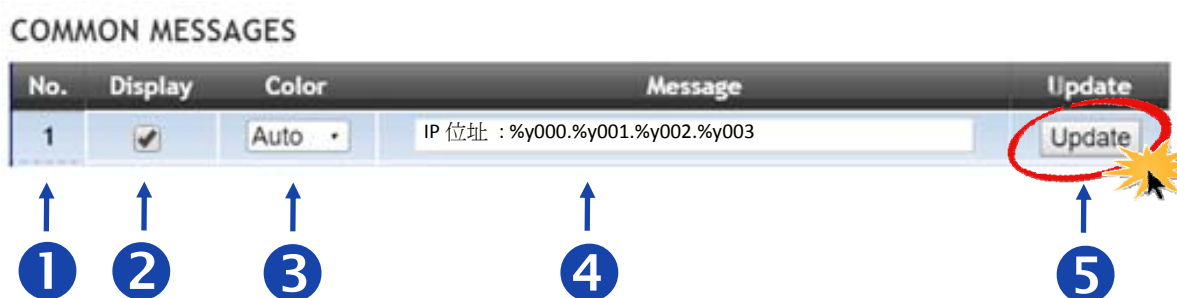 COMMON MESSAGES
No. Display Color Message Update
1 Auto IP 位址 : %y000.%y001.%y002.%y003 Update
1 2 3 4 5